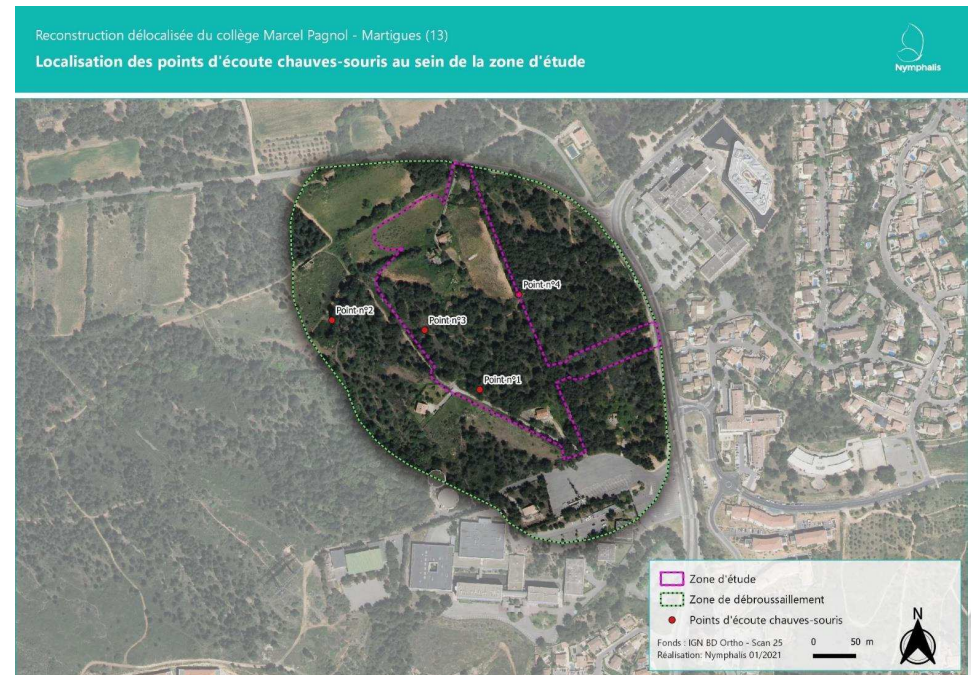 Reconstruction délocalisée du collège Marcel Pagnol - Martigues (13)
Localisation des points d'écoute chauves-souris au sein de la zone d'étude
Nymphalis
Point n°4
Point n°2
Point n°3
Point n°1
Zone d'étude
Zone de débroussaillement
Points d'écoute chauves-souris
N
Fonds : IGN BD Ortho - Scan 25
0 50 m
Réalisation: Nymphalis 01/2021